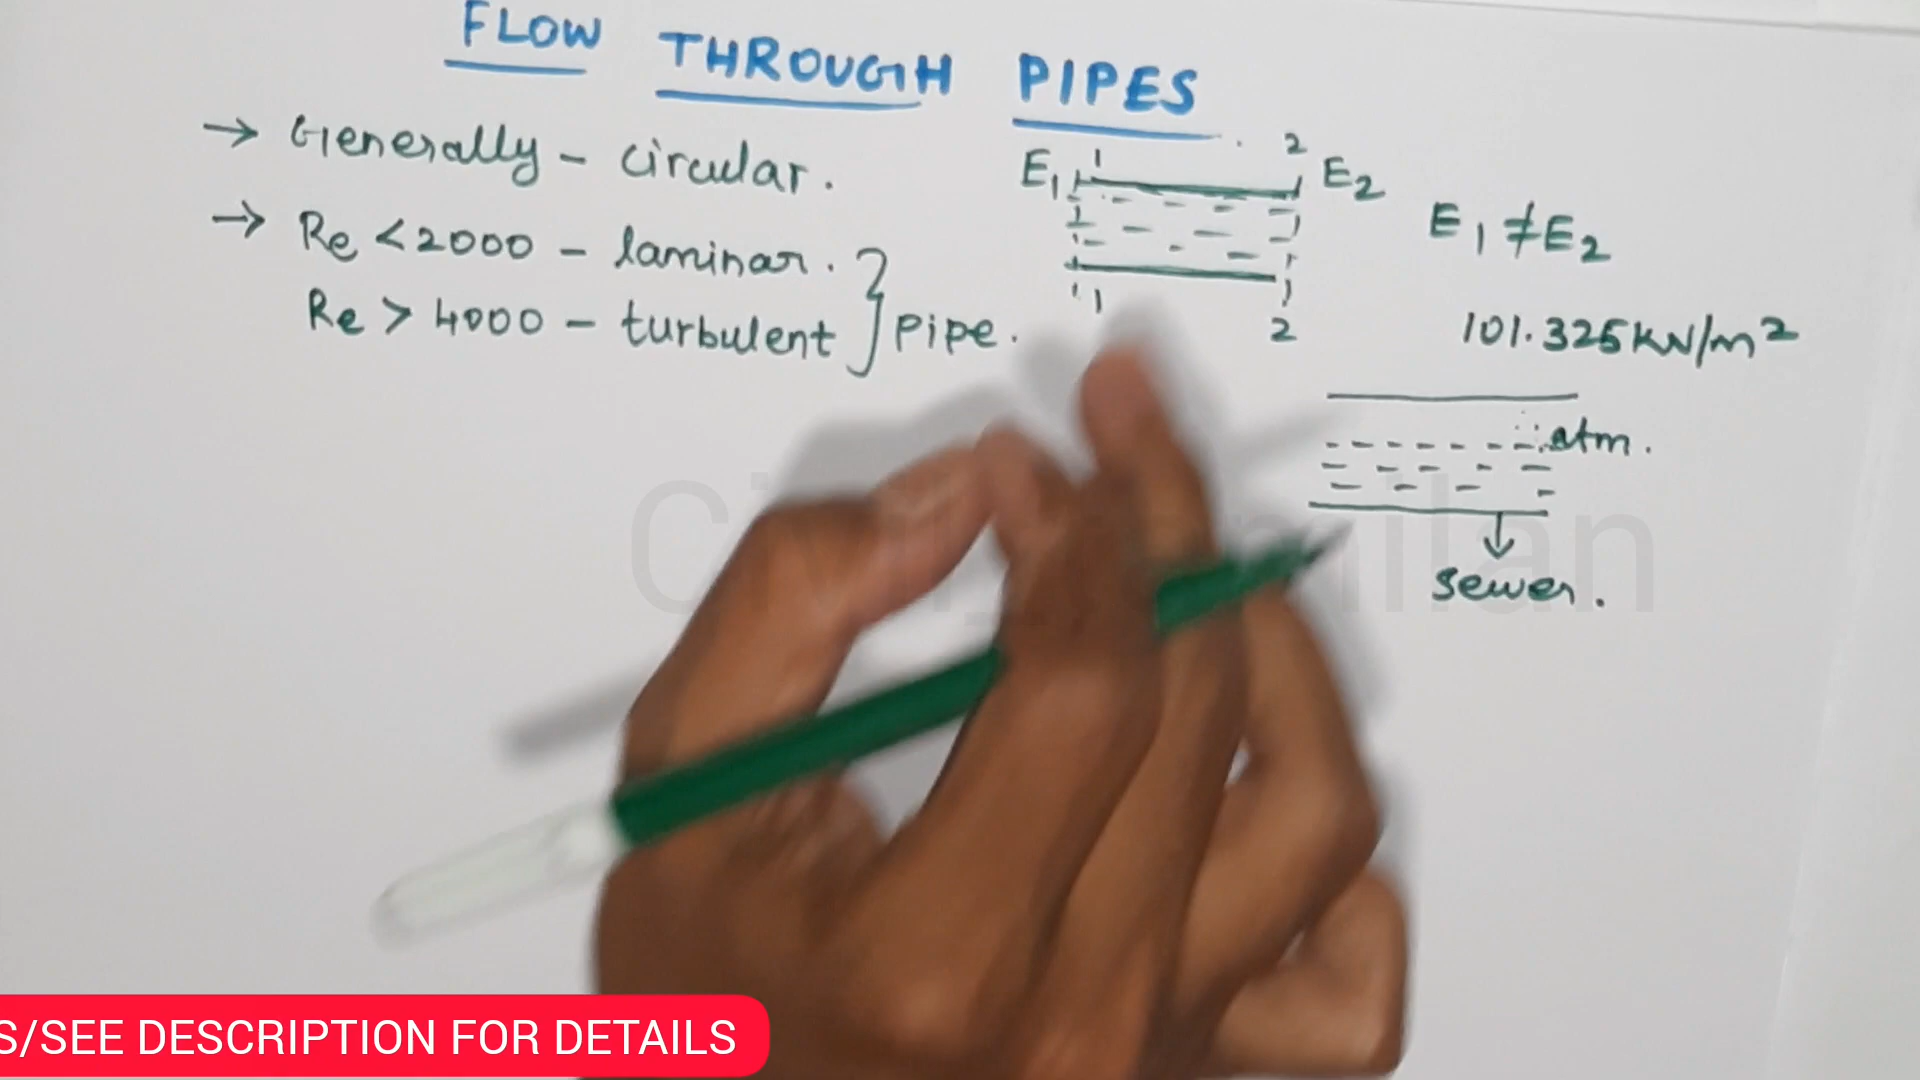 FLOW THROUGH PIPES
→ Generally - circular.
→ Re < 2000 - laminar.
Re > 4000 - turbulent } Pipe.
E1 1 2 E2
1 2
E1 ≠ E2
101.325 kN/m²
atm.
sewer.
S/SEE DESCRIPTION FOR DETAILS